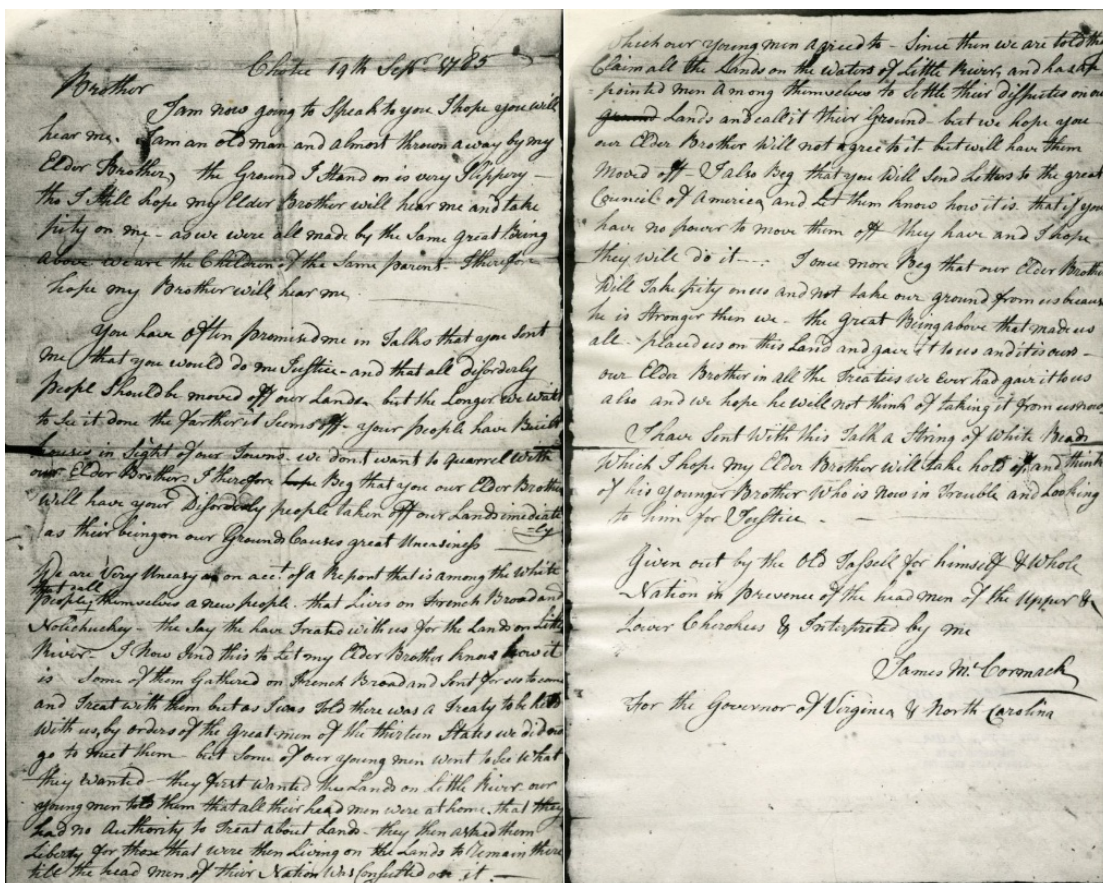 Chotee 19th Septr. 1785
Brother
I am now going to Speak to you I hope you will
hear me. I am an old man and almost thrown away by my
Elder Brother, the Ground I Stand on is very Slippery —
tho I Still hope my Elder Brother will hear me and take
pity on me — as we were all made by the Same great Being
above we are the Children of the Same parent. I therefore
hope my Brother will hear me
You have often promised me in Talks that you Sent
me that you would do me Justice — and that all disorderly
people Should be moved off our Lands but the Longer we wait
to See it done the farther it Seems off — your people have Built
houses in Sight of our Towns. we dont want to quarrel with
our Elder Brother I therefore Beg that you our Elder Brother
will have your Disorderly people taken off our Lands imediate
-ly
as their being on our Grounds Causes great Uneasiness —
We are Very Uneasy on acct. of a Report that is among the White
that call
people themselves a new people. that Lives on French Broad and
Nolechuckey — the Say the have Treated with us for the Lands on Little
River. I Now Send this to Let my Elder Brother know how it
is Some of them Gathered on French Broad and Sent for us to come
and Treat with them but as I was Told there was a Treaty to be held
with us, by orders of the Great men of the thirteen States we did not
go to meet them but Some of our young men went to See What
they wanted — they first wanted the Lands on Little River. our
young men told them that all their head men were at home. that they
had no Authority to Treat about Lands — they then asked them
Liberty for those that were then Living on the Lands to Remain there
till the head men of their Nation was Consulted on it —
Which our young men Agreed to — Since then we are told the
Claim all the Lands on the waters of Little River, and has ap
-pointed men Among themselves to Settle their disputes on our
ground Lands and call it their Ground — but we hope you
our Elder Brother Will not agree to it but will have them
Moved off — I also Beg that you Will Send Letters to the great
Council of America and Let them know how it is. that if you
have no power to move them off they have and I hope
they will do it — I once more Beg that our Elder Brother
Will Take pity on us and not take our ground from us because
he is Stronger then we — the Great Being above that made us
all — placed us on this Land and gave it to us and it is ours —
our Elder Brother in all the Treaties we Ever had gave it to us
also and we hope he will not think of taking it from us now
I have Sent With this Talk a String of White Beads
Which I hope my Elder Brother Will take hold of and think
of his younger Brother Who is now in Trouble and Looking
to him for Joystice —
Given out by the Old Tassell for himself & Whole
Nation in presence of the head men of the Upper &
Lower Cherokees & Interpreted by me
James McCormack
For the Governor of Virginia & North Carolina